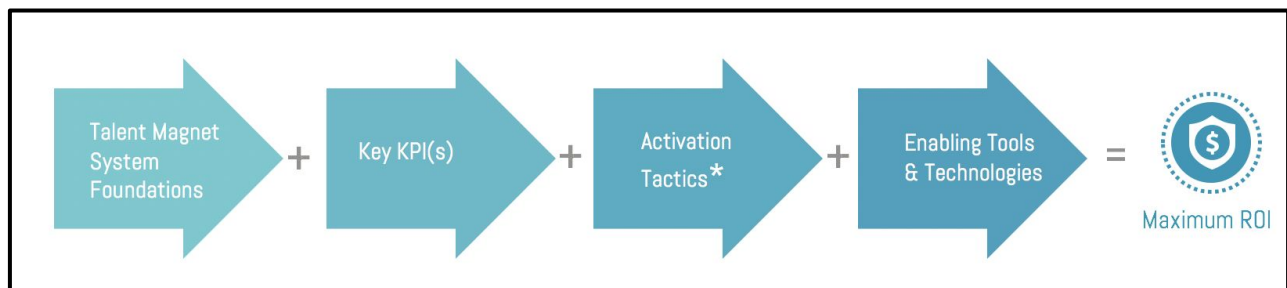 Talent Magnet
System
Foundations
+
Key KPI(s)
+
Activation
Tactics*
+
Enabling Tools
& Technologies
=
$
Maximum ROI